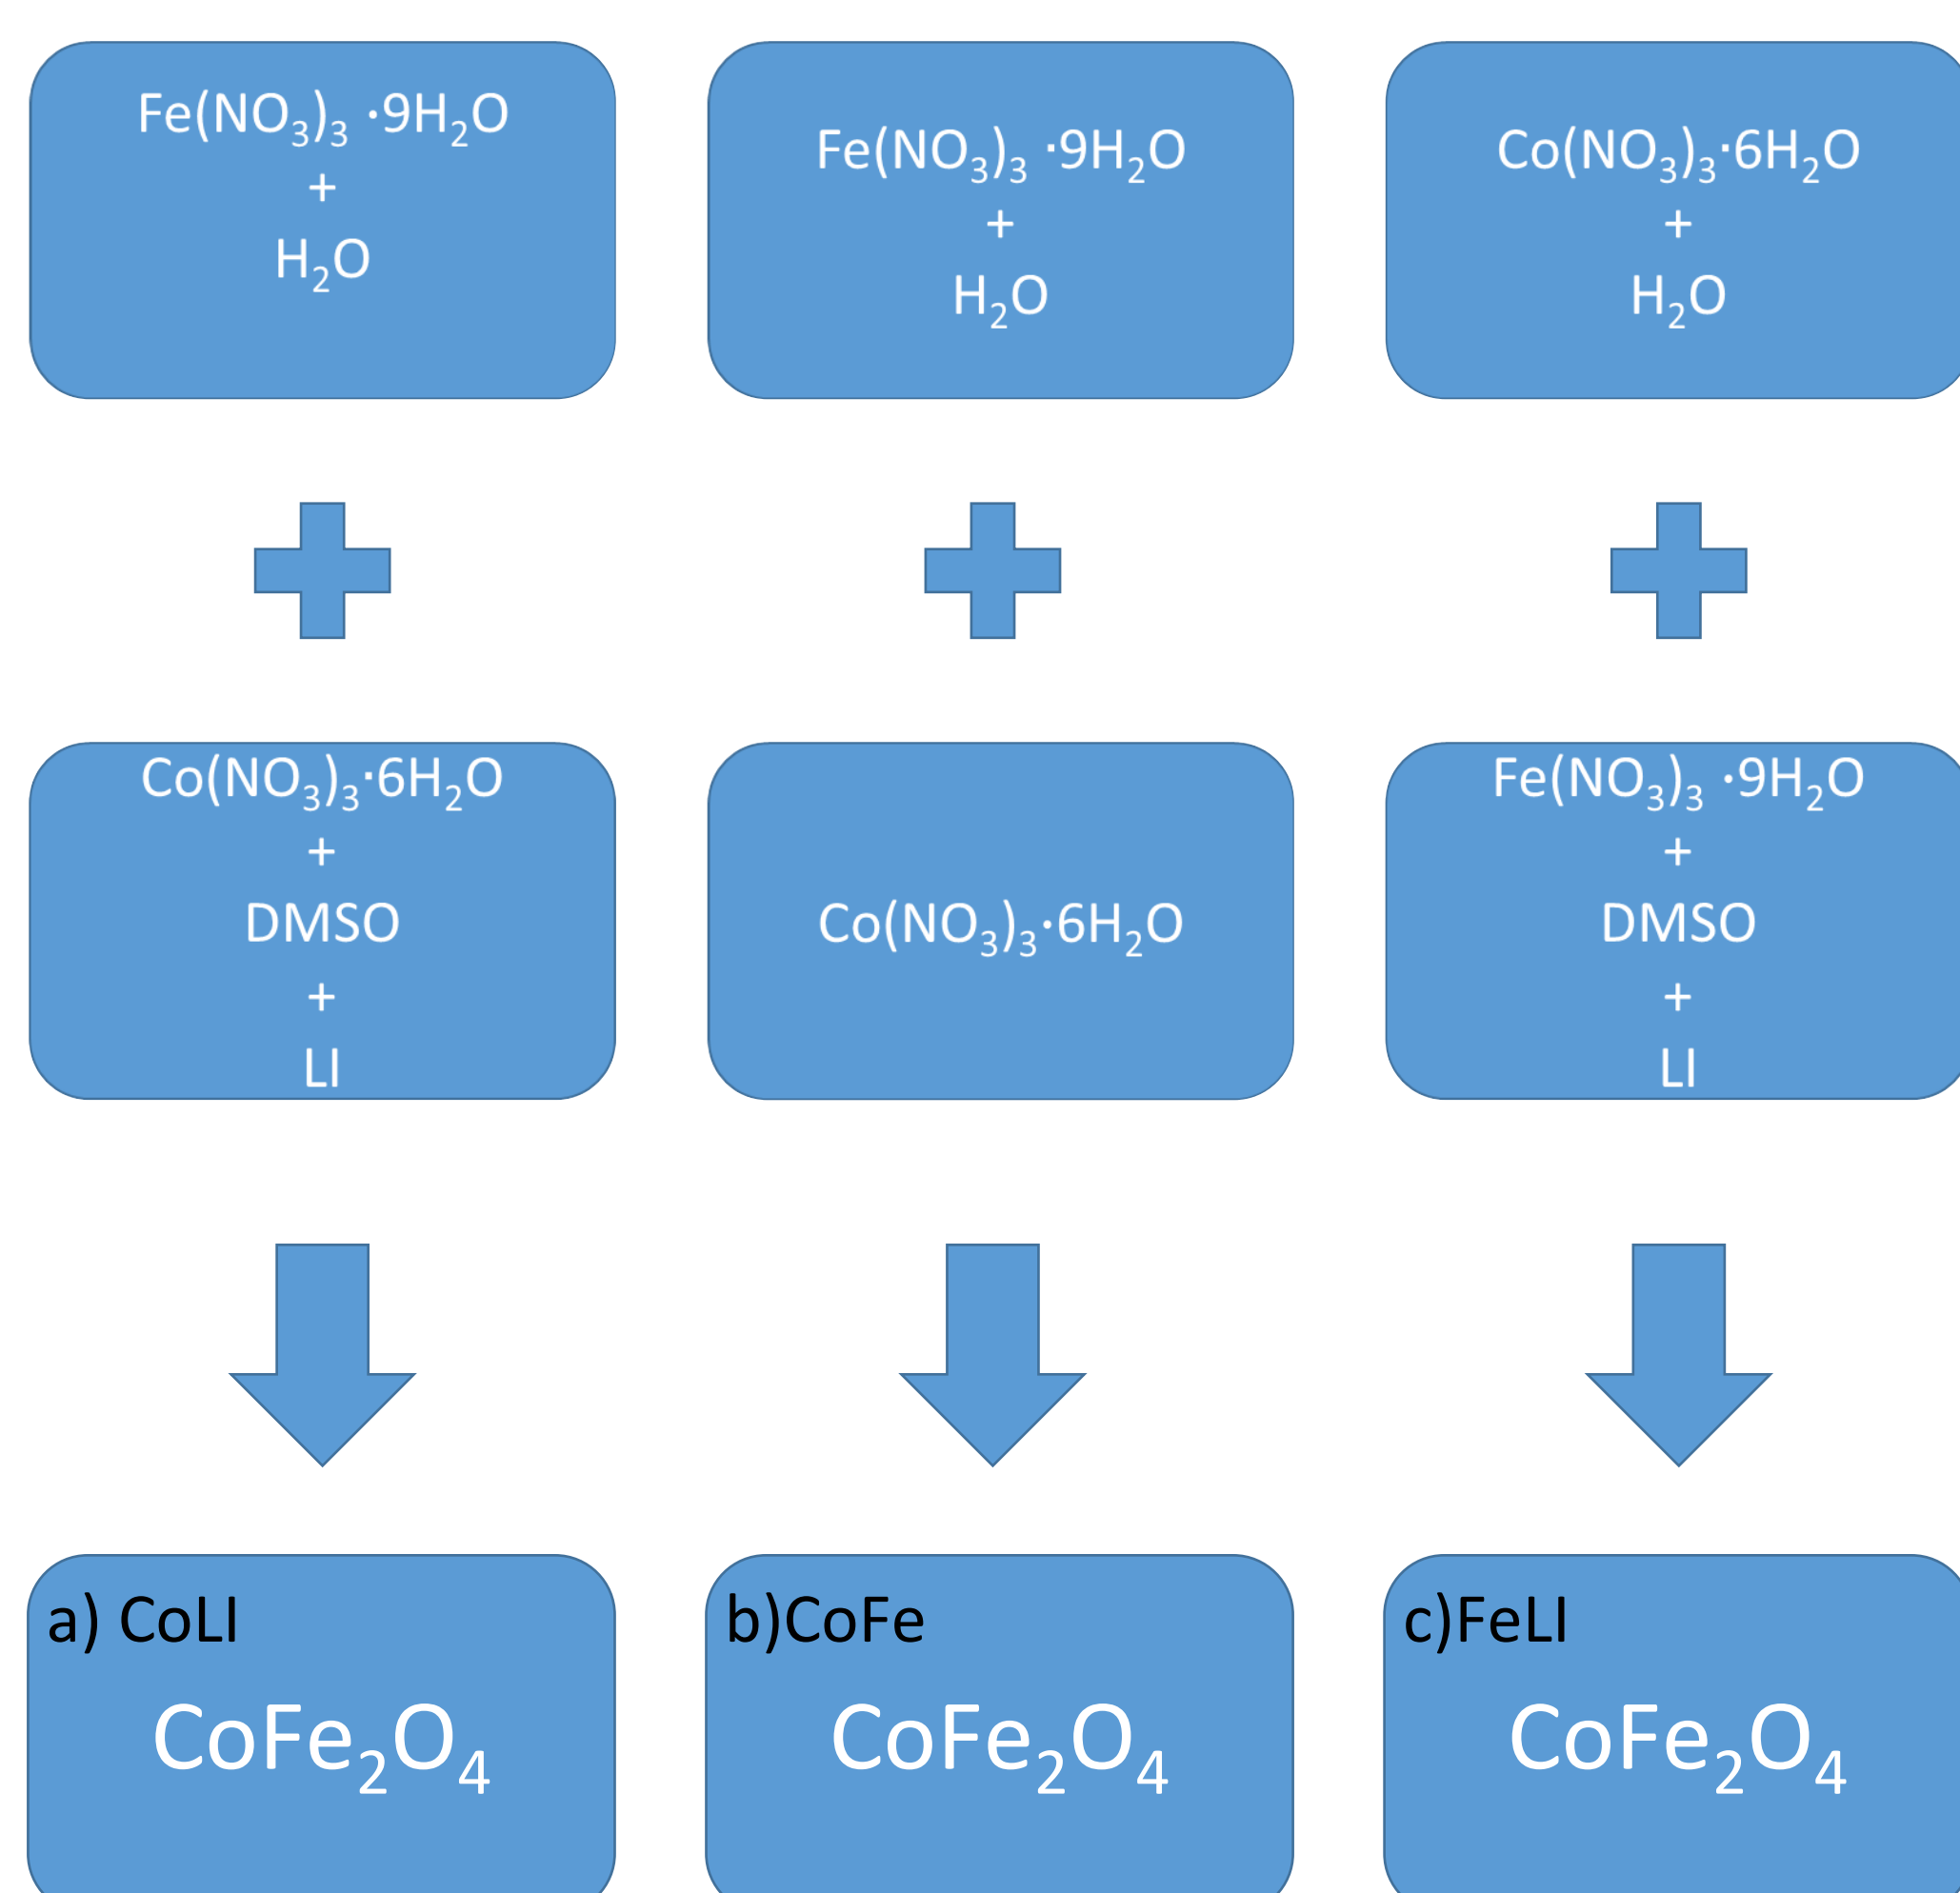 Fe(NO₃)₃ ·9H₂O
+
H₂O
Fe(NO₃)₃ ·9H₂O
+
H₂O
Co(NO₃)₃·6H₂O
+
H₂O
Co(NO₃)₃·6H₂O
+
DMSO
+
LI
Co(NO₃)₃·6H₂O
Fe(NO₃)₃ ·9H₂O
+
DMSO
+
LI
a) CoLI
CoFe₂O₄
b)CoFe
CoFe₂O₄
c)FeLI
CoFe₂O₄